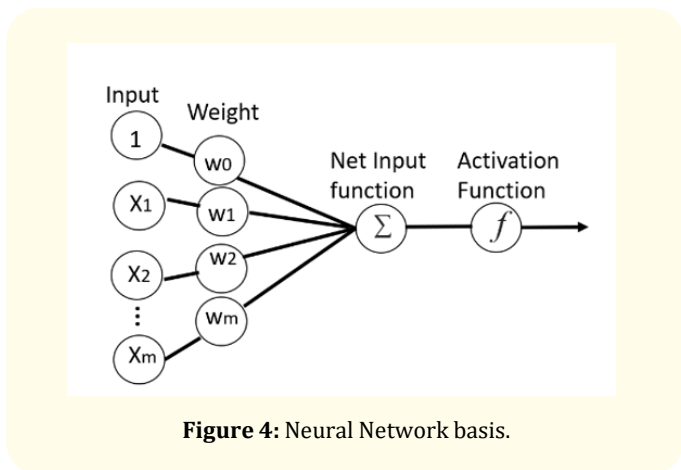 Input
Weight
1
w0
X1
w1
X2
w2
⋮
Xm
wm
Net Input
function
Σ
Activation
Function
f
Figure 4: Neural Network basis.